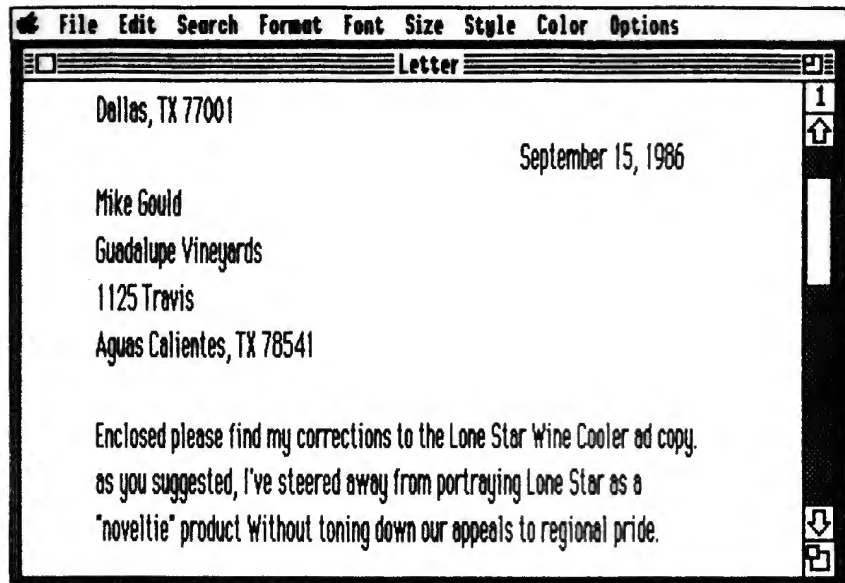 File Edit Search Format Font Size Style Color Options
Letter
1
Dallas, TX 77001
September 15, 1986
Mike Gould
Guadalupe Vineyards
1125 Travis
Aguas Calientes, TX 78541
Enclosed please find my corrections to the Lone Star Wine Cooler ad copy.
as you suggested, I've steered away from portraying Lone Star as a
"noveltie" product Without toning down our appeals to regional pride.